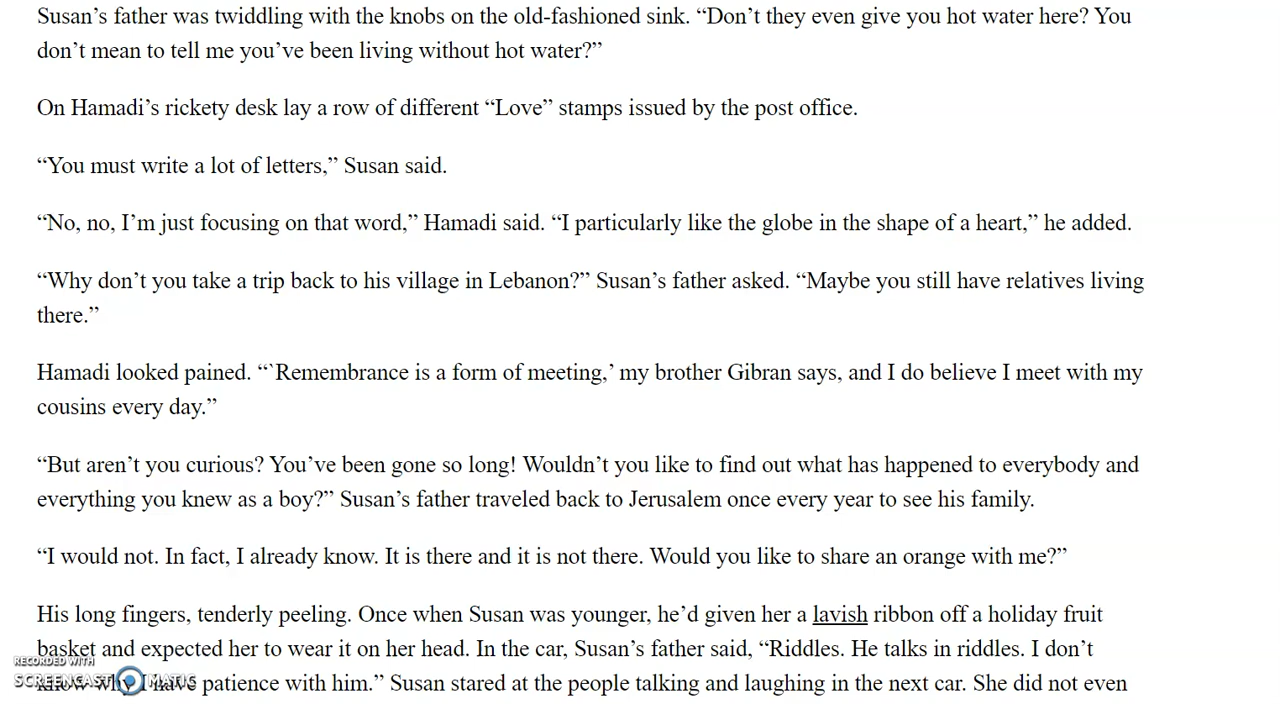 Susan’s father was twiddling with the knobs on the old-fashioned sink. “Don’t they even give you hot water here? You
don’t mean to tell me you’ve been living without hot water?”
On Hamadi’s rickety desk lay a row of different “Love” stamps issued by the post office.
“You must write a lot of letters,” Susan said.
“No, no, I’m just focusing on that word,” Hamadi said. “I particularly like the globe in the shape of a heart,” he added.
“Why don’t you take a trip back to his village in Lebanon?” Susan’s father asked. “Maybe you still have relatives living
there.”
Hamadi looked pained. “`Remembrance is a form of meeting,’ my brother Gibran says, and I do believe I meet with my
cousins every day.”
“But aren’t you curious? You’ve been gone so long! Wouldn’t you like to find out what has happened to everybody and
everything you knew as a boy?” Susan’s father traveled back to Jerusalem once every year to see his family.
“I would not. In fact, I already know. It is there and it is not there. Would you like to share an orange with me?”
His long fingers, tenderly peeling. Once when Susan was younger, he’d given her a lavish ribbon off a holiday fruit
basket and expected her to wear it on her head. In the car, Susan’s father said, “Riddles. He talks in riddles. I don’t
RECORDED WITH
know why I have patience with him.” Susan stared at the people talking and laughing in the next car. She did not even
SCREENCAST MATIC